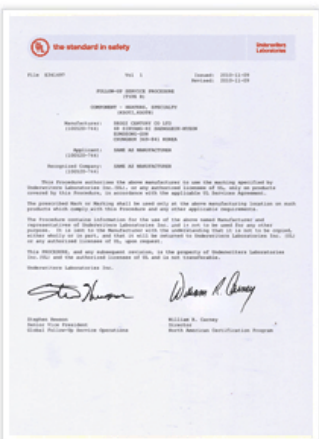 UL the standard in safety
Underwriters
Laboratories
File Vol 1 Issued: 2010-11-09
Revised: 2010-11-09
FOLLOW-UP SERVICE PROCEDURE
(TYPE R)
COMPONENT - HEATERS, SPECIALTY
Manufacturer: CENTURY CO LTD
Applicant: SAME AS MANUFACTURER
Recognized Company: SAME AS MANUFACTURER
This Procedure authorizes the above manufacturer to use the marking specified by
Underwriters Laboratories Inc. (UL), or any authorized licensee of UL, only on products
covered by this Procedure, in accordance with the applicable UL Services Agreement.
The prescribed Mark or Marking shall be used only at the above manufacturing location on such
products which comply with this Procedure and any other applicable requirements.
The Procedure contains information for the use of the above named Manufacturer and
representatives of Underwriters Laboratories Inc. and is not to be used for any other
purpose. It is lent to the Manufacturer with the understanding that it is not to be copied,
either wholly or in part, and that it will be returned to Underwriters Laboratories Inc.
or any authorized licensee of UL, upon request.
This PROCEDURE, and any subsequent revision, is the property of Underwriters Laboratories
Inc. (UL) and the authorized licensee of UL and is not transferable.
Underwriters Laboratories Inc.
Stephen Hewson
William R. Carney
Senior Vice President
Director
Global Follow-Up Service Operations
North American Certification Program